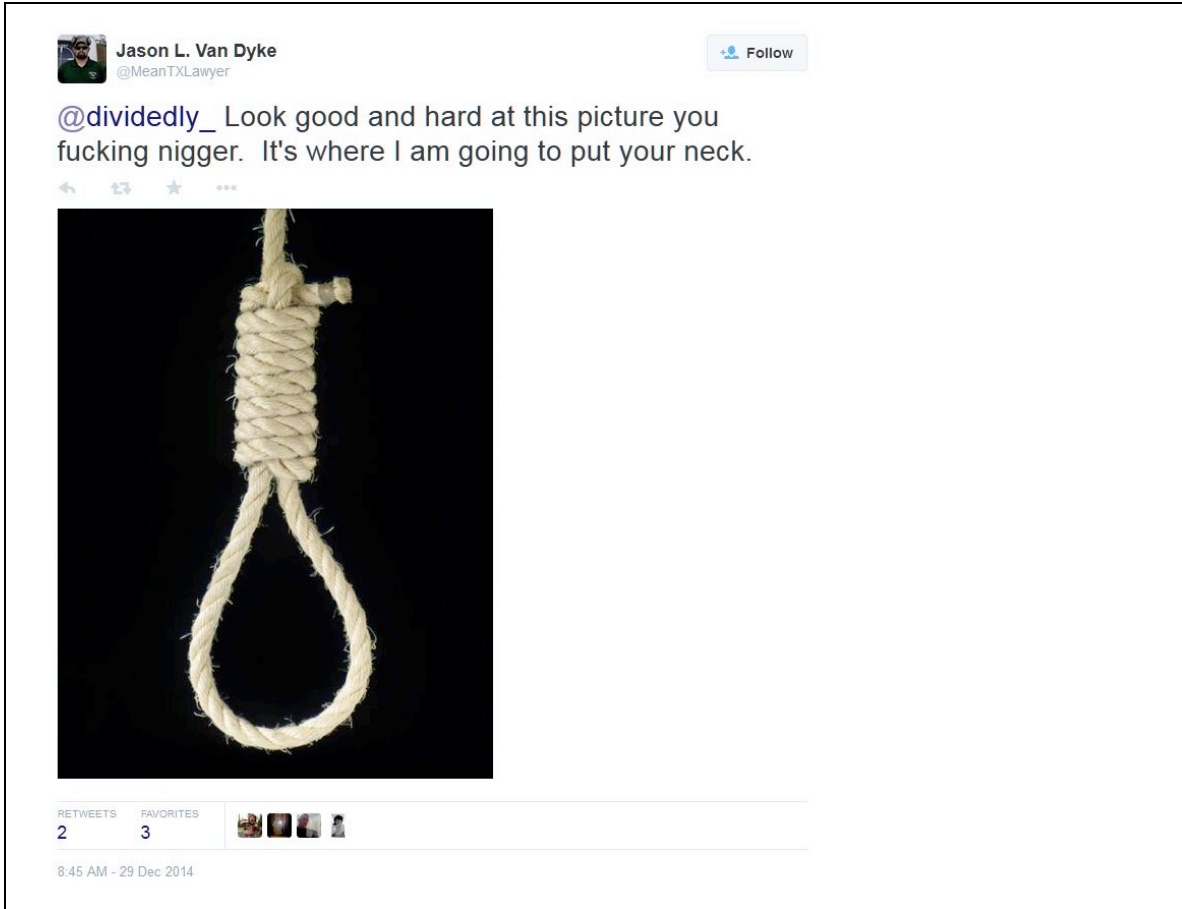 Jason L. Van Dyke
@MeanTXLawyer
Follow
@dividedly_ Look good and hard at this picture you
fucking nigger. It's where I am going to put your neck.
RETWEETS FAVORITES
2 3
8:45 AM - 29 Dec 2014